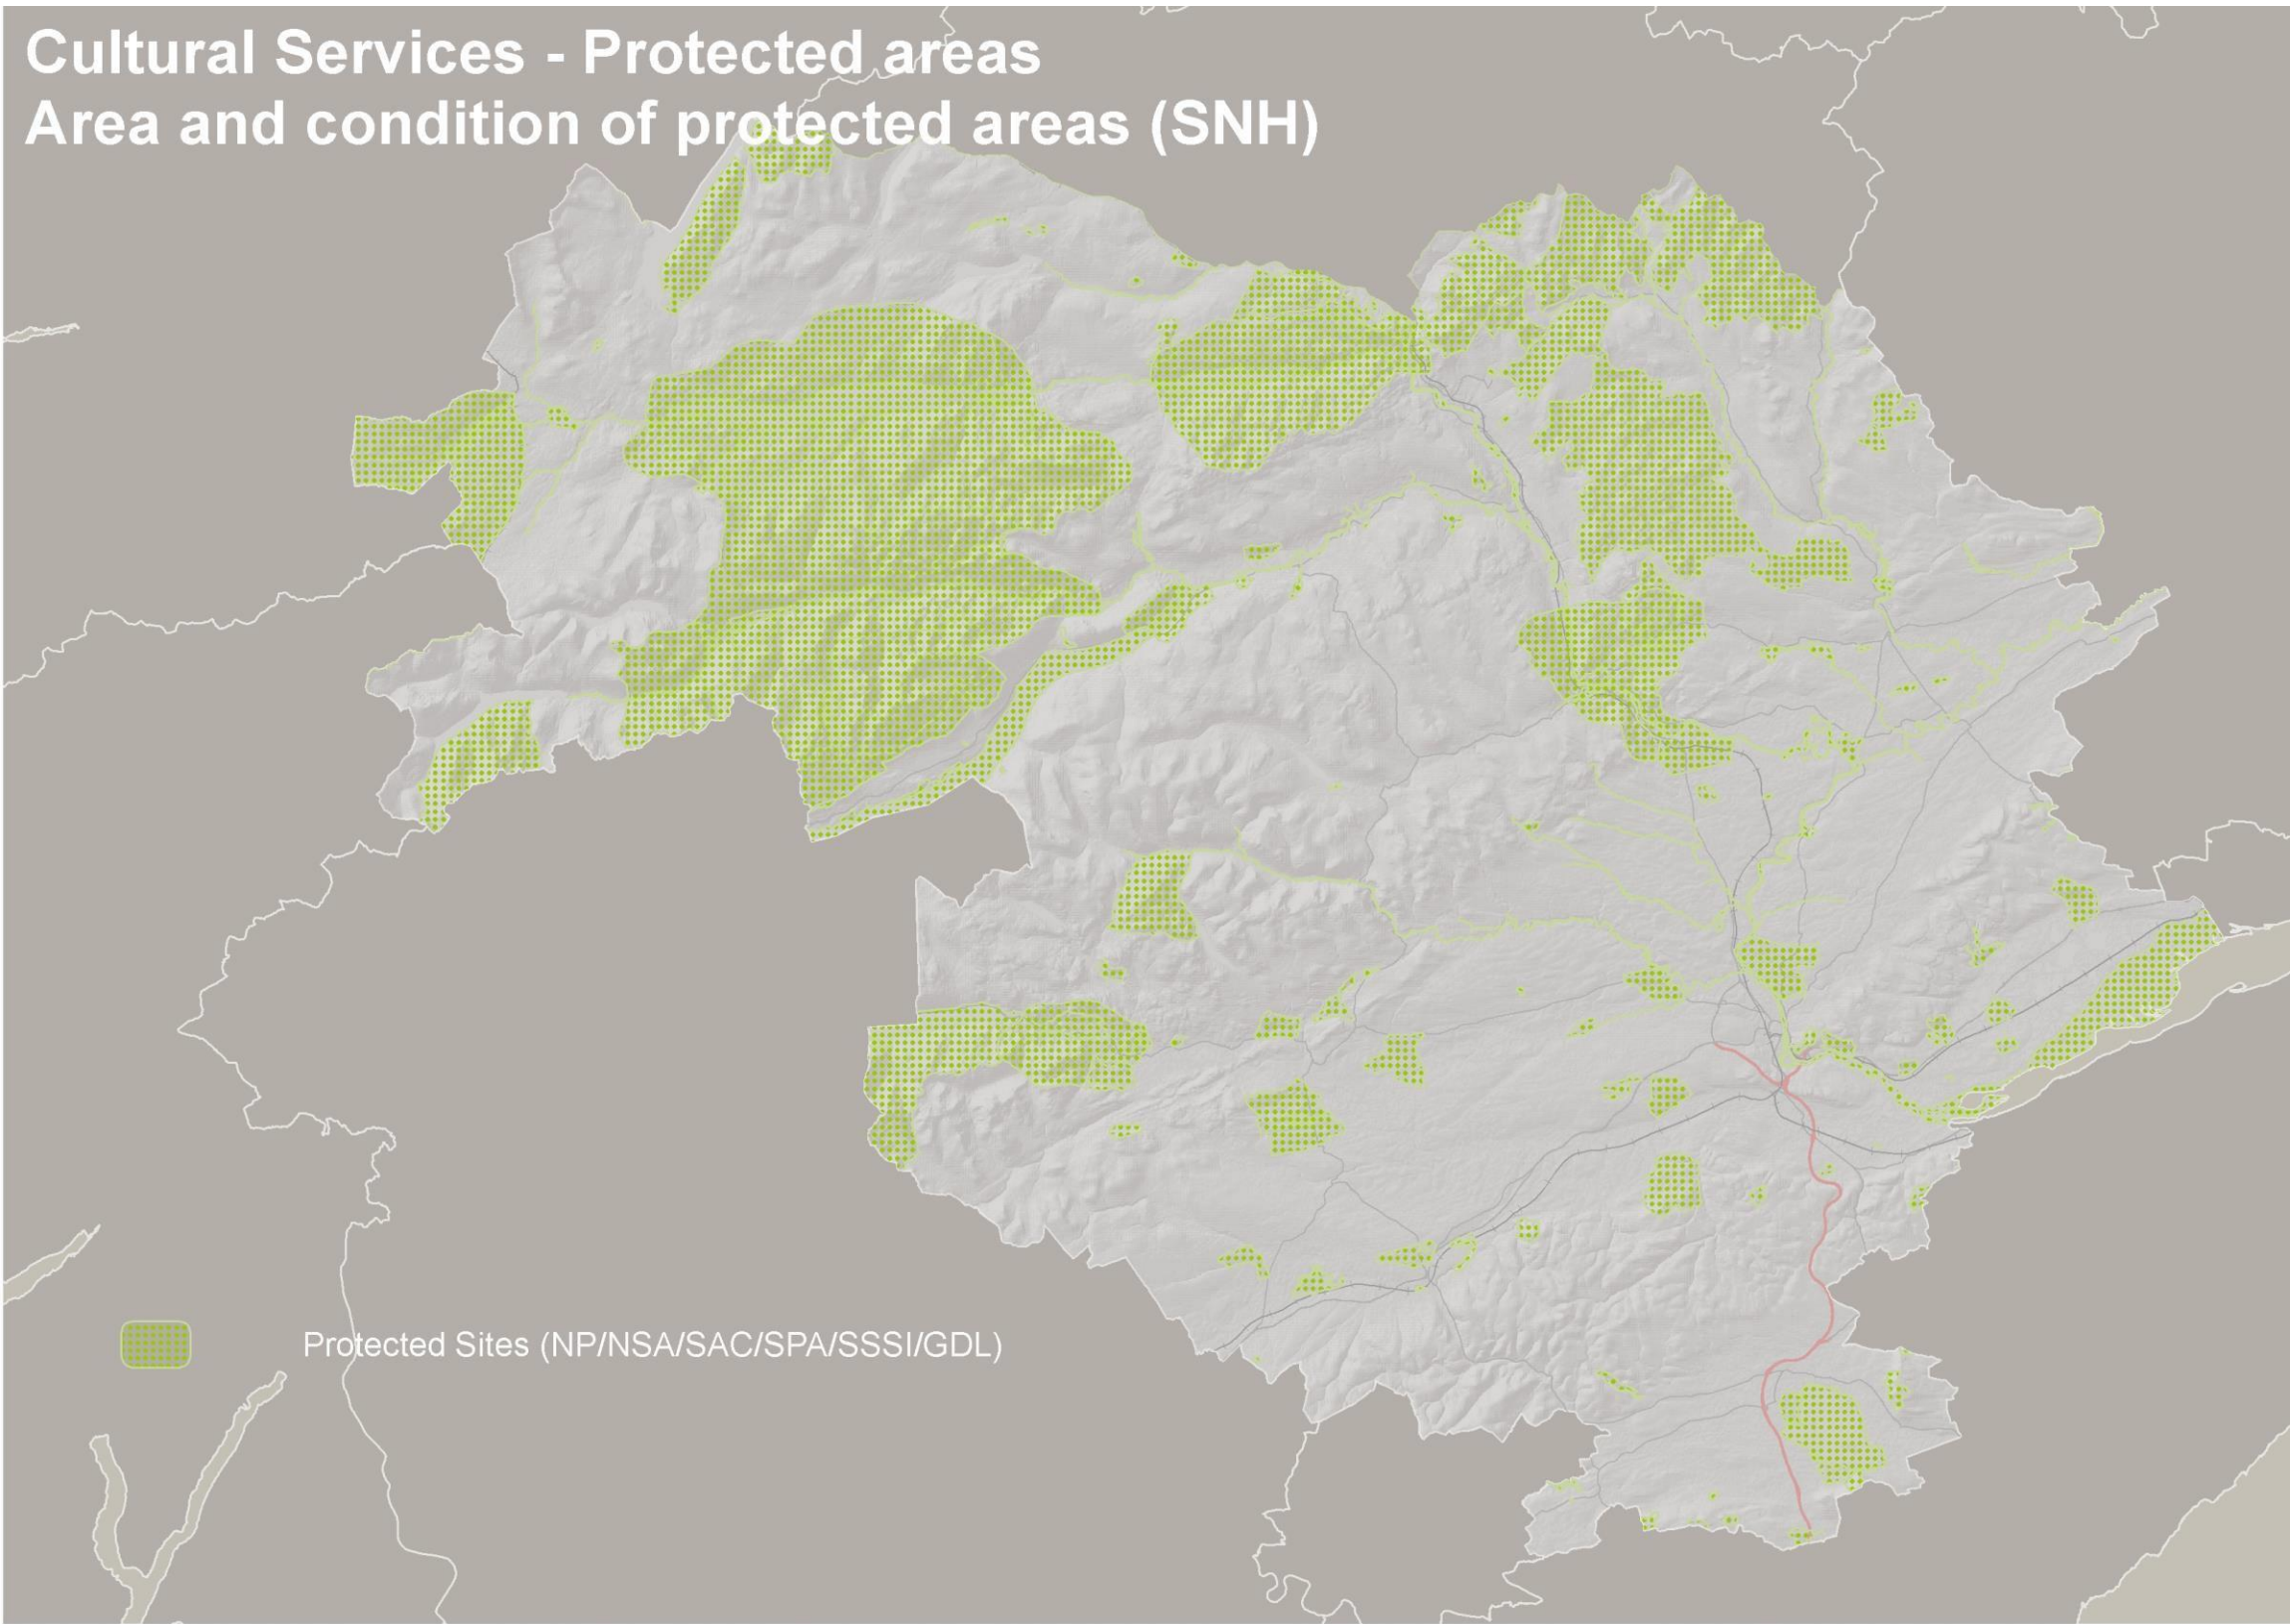 Cultural Services - Protected areas
Area and condition of protected areas (SNH)
Protected Sites (NP/NSA/SAC/SPA/SSSI/GDL)